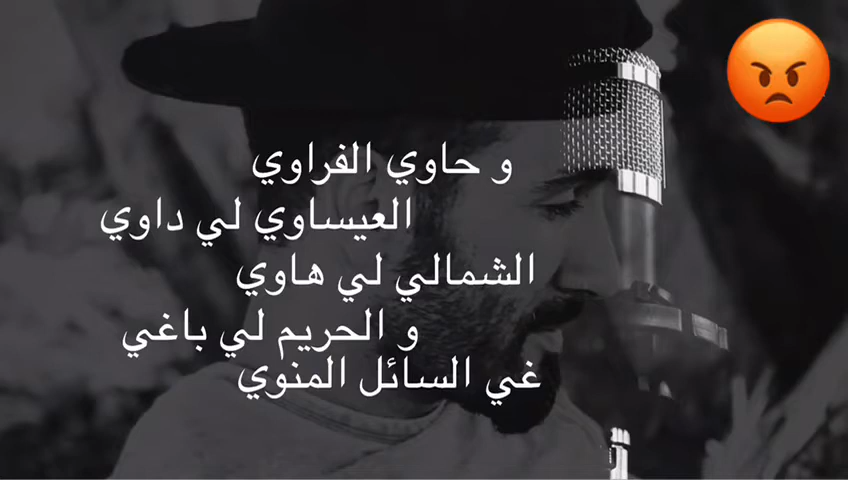 و حاوي الفراوي
العيساوي لي داوي
الشمالي لي هاوي
و الحريم لي باغي
غي السائل المنوي